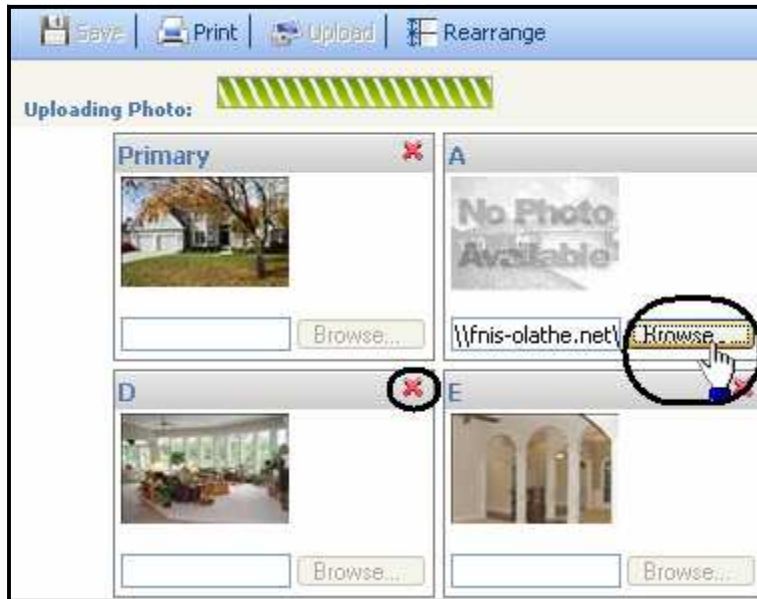 Save Print Upload Rearrange
Uploading Photo:
Primary A
No Photo
Available
Browse... \\fnis-olathe.net\ Browse...
D E
Browse... Browse...